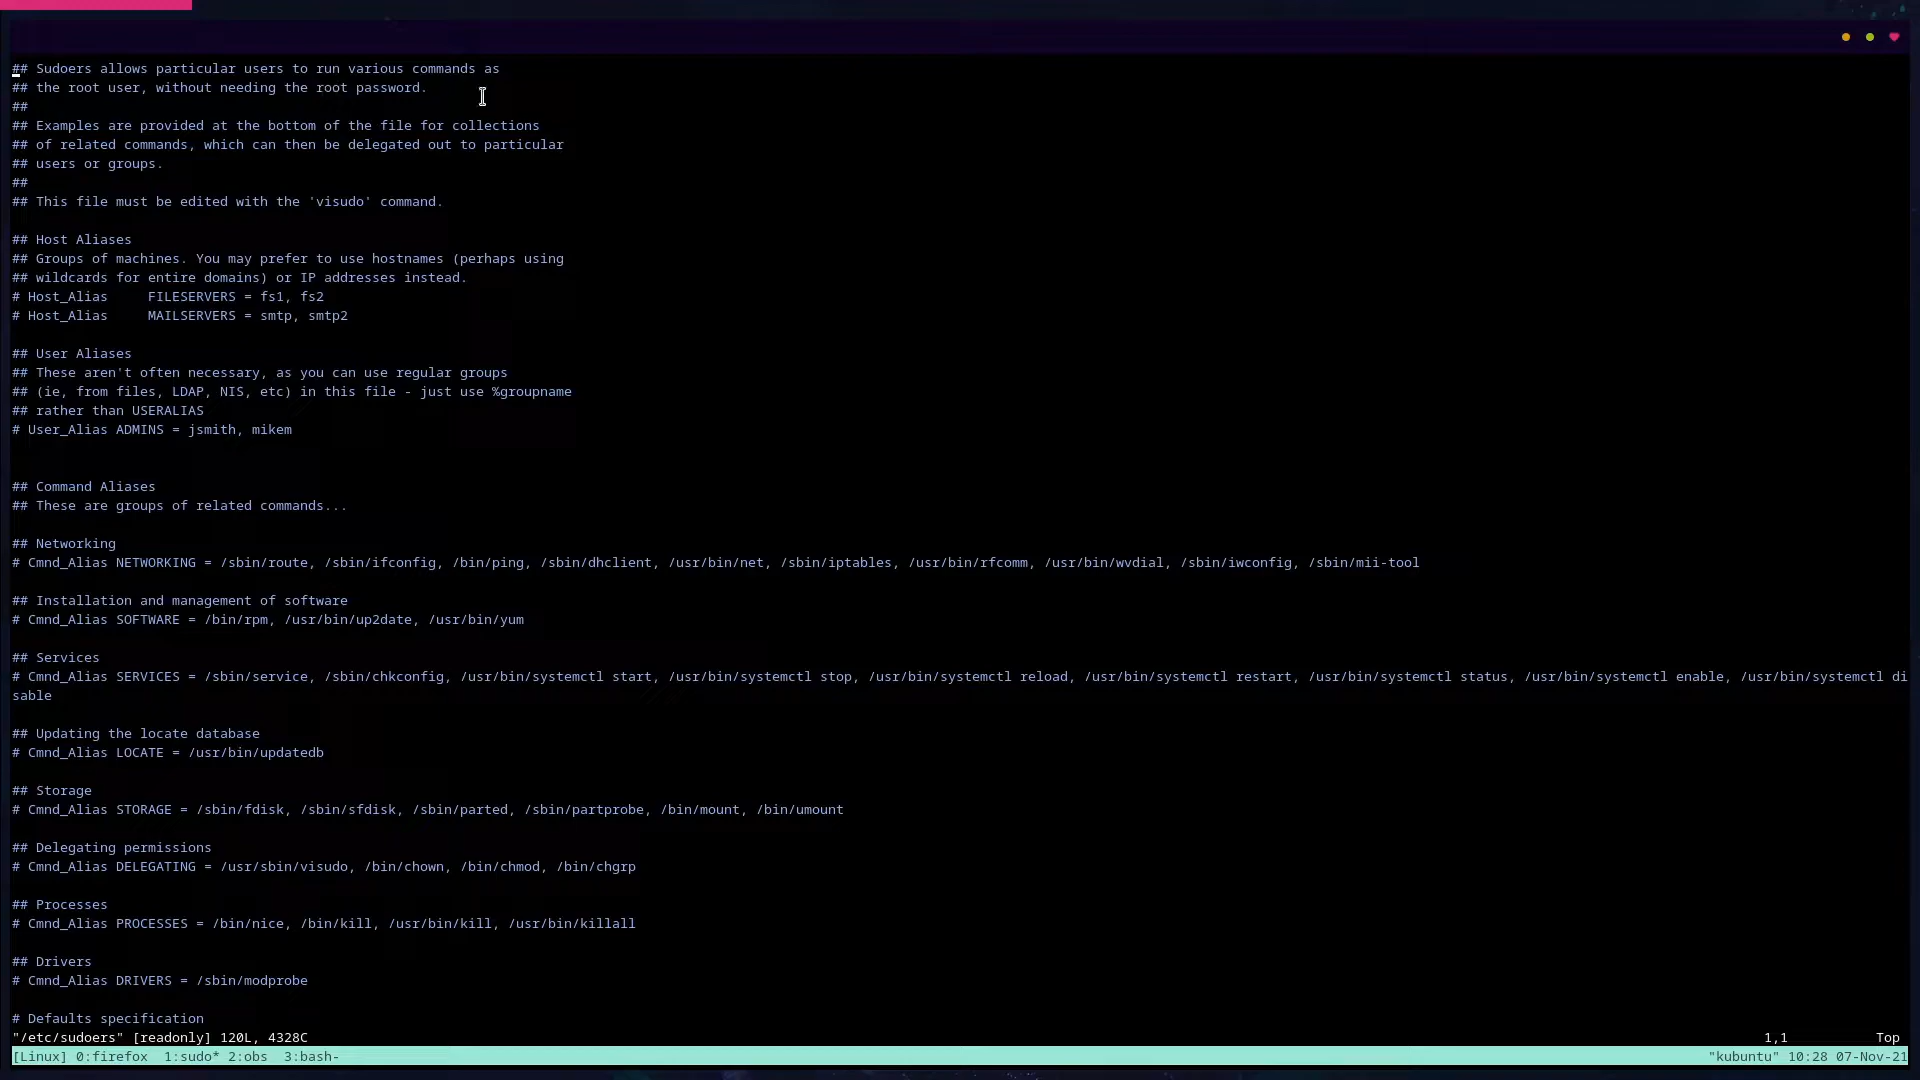 ## Sudoers allows particular users to run various commands as
## the root user, without needing the root password.
##
## Examples are provided at the bottom of the file for collections
## of related commands, which can then be delegated out to particular
## users or groups.
##
## This file must be edited with the 'visudo' command.
## Host Aliases
## Groups of machines. You may prefer to use hostnames (perhaps using
## wildcards for entire domains) or IP addresses instead.
# Host_Alias     FILESERVERS = fs1, fs2
# Host_Alias     MAILSERVERS = smtp, smtp2
## User Aliases
## These aren't often necessary, as you can use regular groups
## (ie, from files, LDAP, NIS, etc) in this file - just use %groupname
## rather than USERALIAS
# User_Alias ADMINS = jsmith, mikem
## Command Aliases
## These are groups of related commands...
## Networking
# Cmnd_Alias NETWORKING = /sbin/route, /sbin/ifconfig, /bin/ping, /sbin/dhclient, /usr/bin/net, /sbin/iptables, /usr/bin/rfcomm, /usr/bin/wvdial, /sbin/iwconfig, /sbin/mii-tool
## Installation and management of software
# Cmnd_Alias SOFTWARE = /bin/rpm, /usr/bin/up2date, /usr/bin/yum
## Services
# Cmnd_Alias SERVICES = /sbin/service, /sbin/chkconfig, /usr/bin/systemctl start, /usr/bin/systemctl stop, /usr/bin/systemctl reload, /usr/bin/systemctl restart, /usr/bin/systemctl status, /usr/bin/systemctl enable, /usr/bin/systemctl di
sable
## Updating the locate database
# Cmnd_Alias LOCATE = /usr/bin/updatedb
## Storage
# Cmnd_Alias STORAGE = /sbin/fdisk, /sbin/sfdisk, /sbin/parted, /sbin/partprobe, /bin/mount, /bin/umount
## Delegating permissions
# Cmnd_Alias DELEGATING = /usr/sbin/visudo, /bin/chown, /bin/chmod, /bin/chgrp
## Processes
# Cmnd_Alias PROCESSES = /bin/nice, /bin/kill, /usr/bin/kill, /usr/bin/killall
## Drivers
# Cmnd_Alias DRIVERS = /sbin/modprobe
# Defaults specification
"/etc/sudoers" [readonly] 120L, 4328C 1,1 Top
[Linux] 0:firefox  1:sudo* 2:obs  3:bash- "kubuntu" 10:28 07-Nov-21